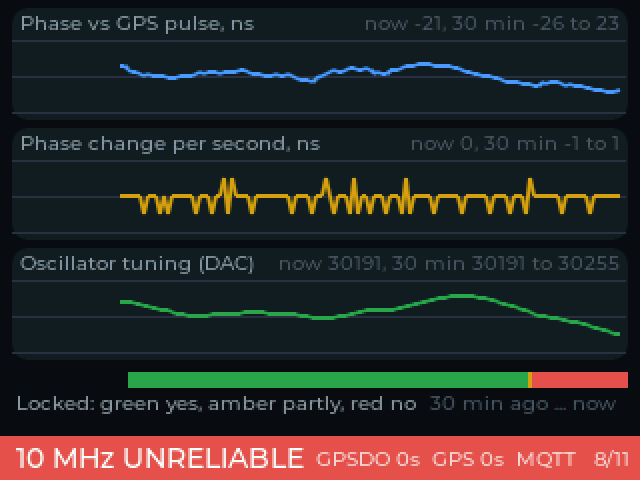 Phase vs GPS pulse, ns now -21, 30 min -26 to 23
Phase change per second, ns now 0, 30 min -1 to 1
Oscillator tuning (DAC) now 30191, 30 min 30191 to 30255
Locked: green yes, amber partly, red no 30 min ago ... now
10 MHz UNRELIABLE GPSDO 0s GPS 0s MQTT 8/11